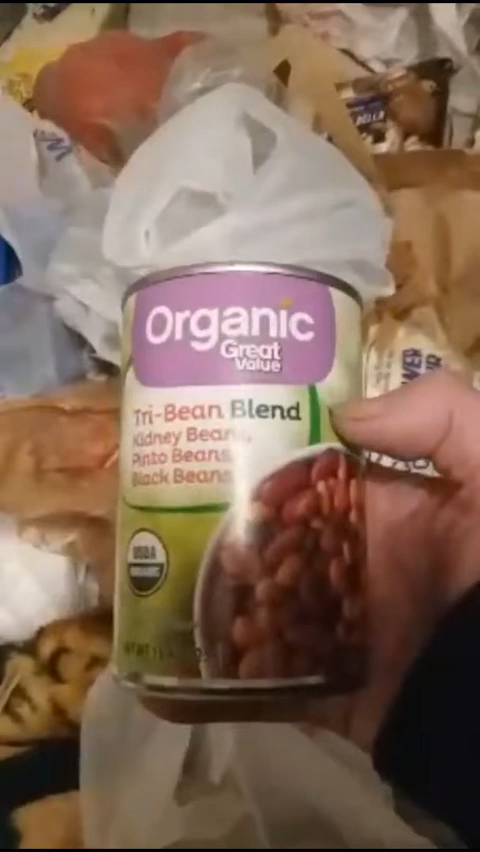 Organic
Great
Value
Tri-Bean Blend
Kidney Beans,
Pinto Beans,
Black Beans
USDA
ORGANIC